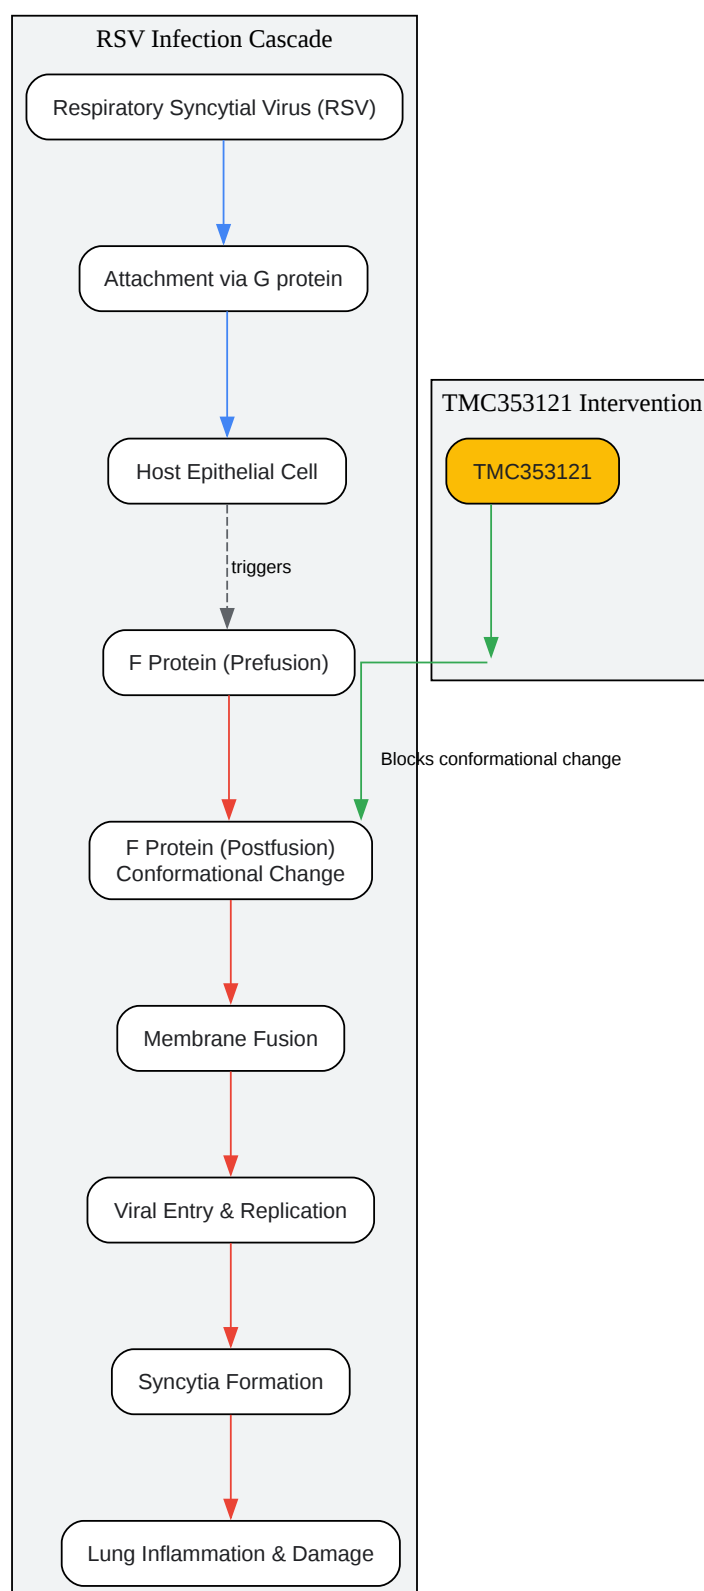 RSV Infection Cascade
Respiratory Syncytial Virus (RSV)
Attachment via G protein
TMC353121 Intervention
Host Epithelial Cell
TMC353121
triggers
F Protein (Prefusion)
Blocks conformational change
F Protein (Postfusion)
Conformational Change
Membrane Fusion
Viral Entry & Replication
Syncytia Formation
Lung Inflammation & Damage